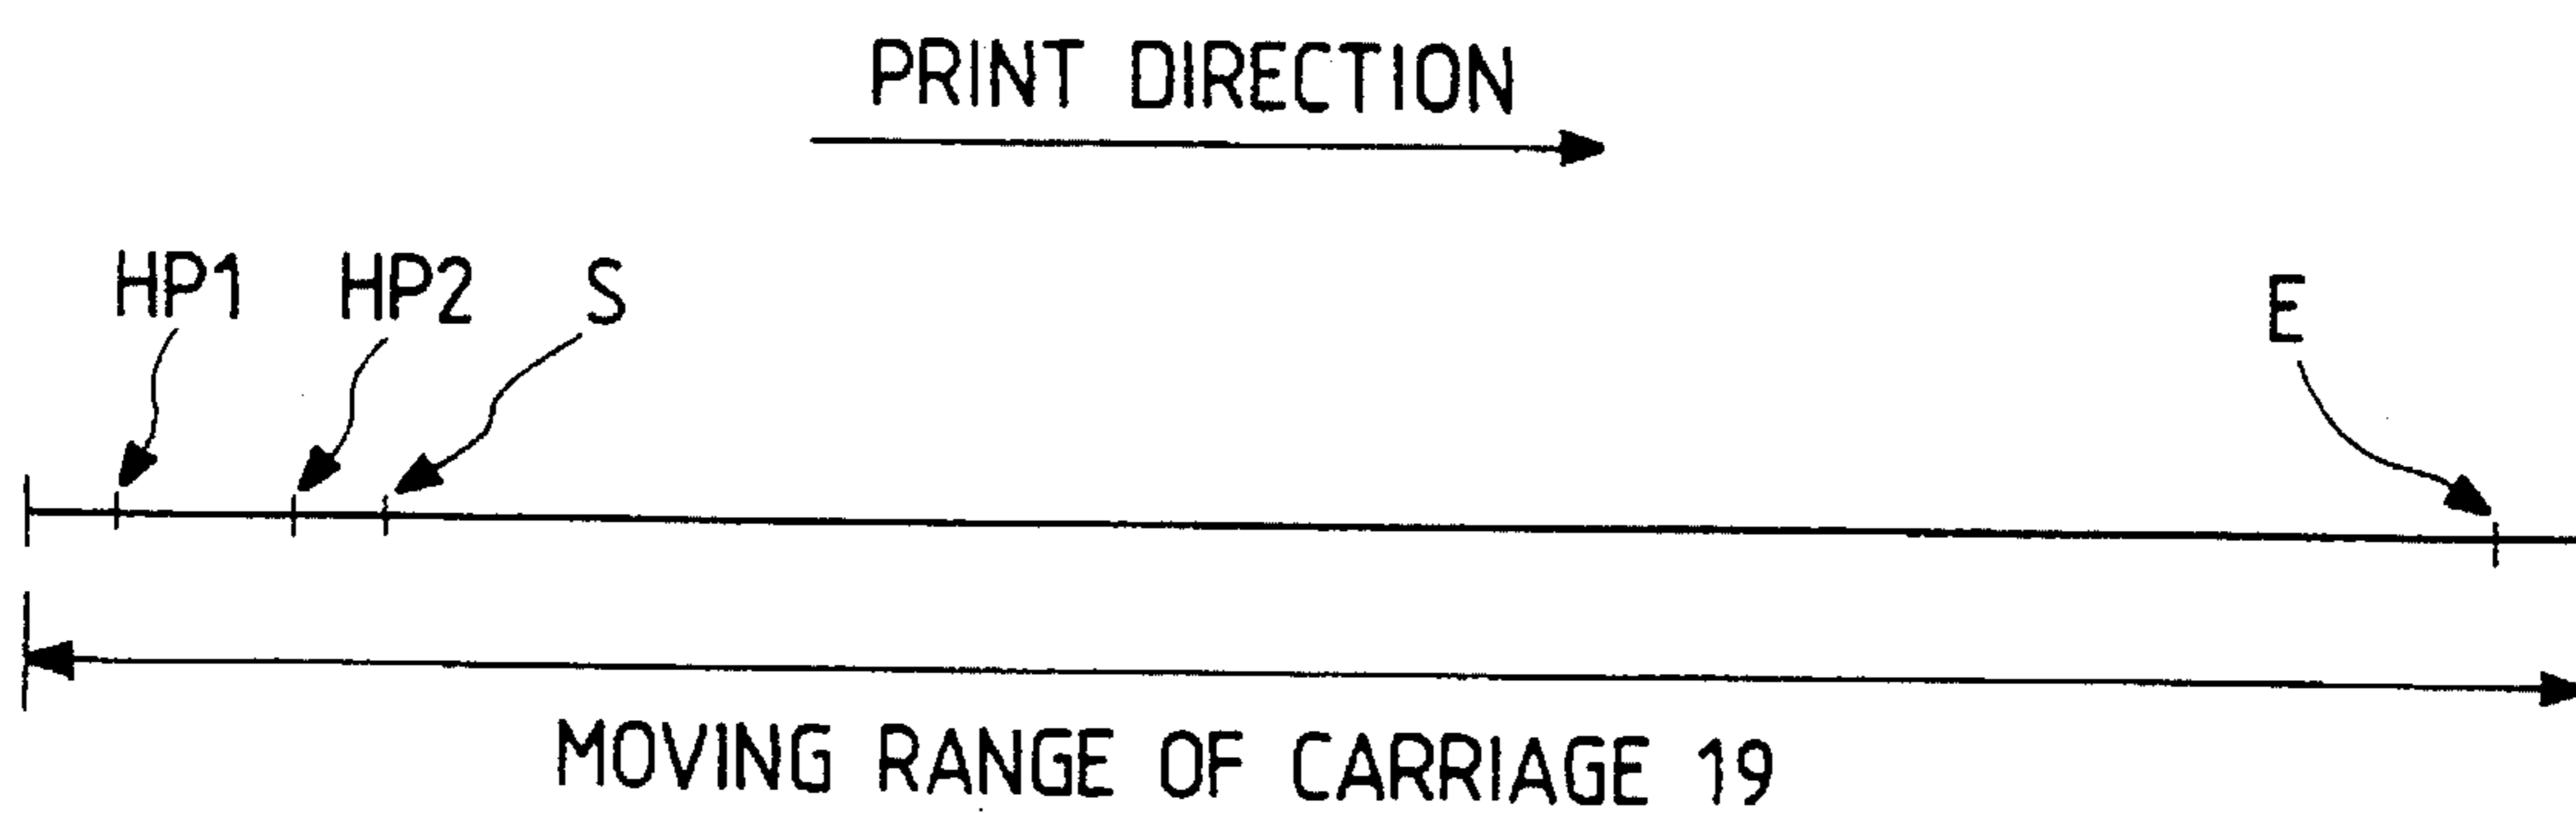 PRINT DIRECTION
HP1 HP2 S E
MOVING RANGE OF CARRIAGE 19